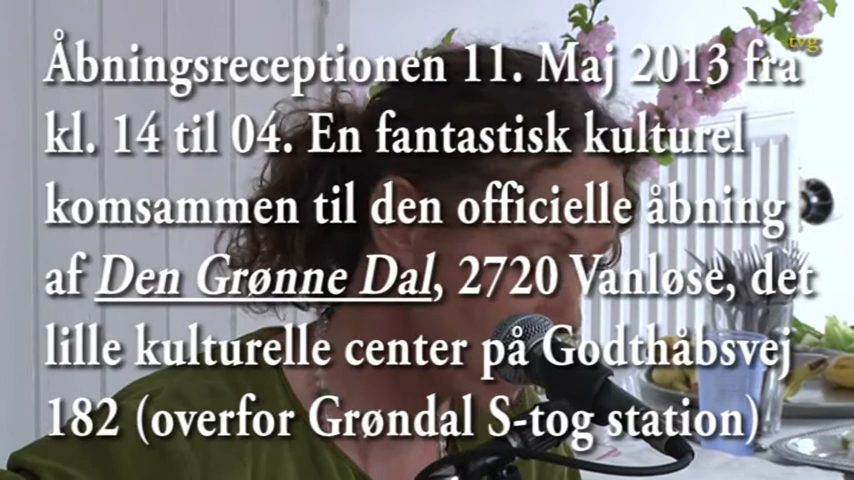 tvg
Åbningsreceptionen 11. Maj 2013 fra
kl. 14 til 04. En fantastisk kulturel
komsammen til den officielle åbning
af Den Grønne Dal, 2720 Vanløse, det
lille kulturelle center på Godthåbsvej
182 (overfor Grøndal S-tog station)